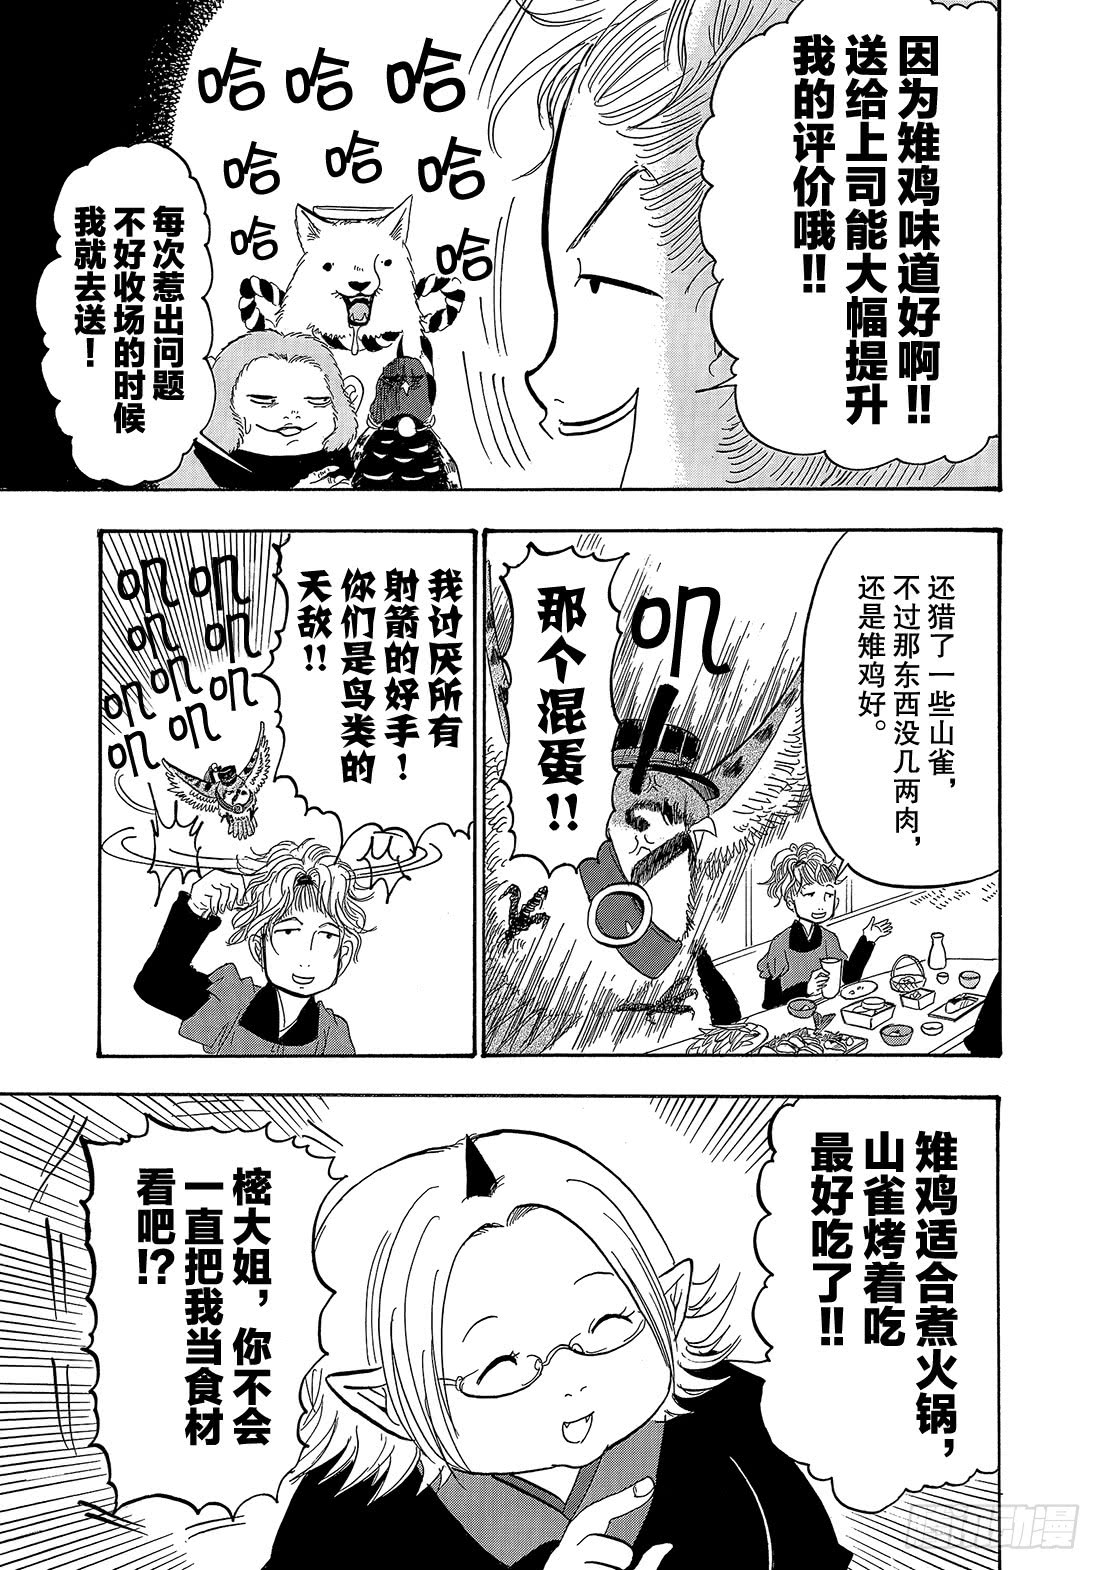 因为雉鸡味道好啊!!
送给上司能大幅提升
我的评价哦!!
哈
哈
哈
哈
哈
哈
哈
哈
每次惹出问题
不好收场的时候
我就去送!
还猎了一些山雀,
不过那东西没几两肉,
还是雉鸡好。
叽!
那个混蛋!!
我讨厌所有
射箭的好手!
你们是鸟类的
天敌!!
叽
叽
叽
叽
叽
叽
叽
叽
叽
雉鸡适合煮火锅,
山雀烤着吃
最好吃了!!
樒大姐,你不会
一直把我当食材
看吧!?